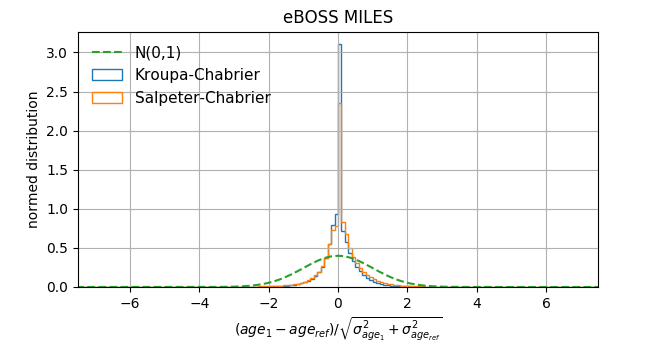 eBOSS MILES
normed distribution
3.0
2.5
2.0
1.5
1.0
0.5
0.0
N(0,1)
Kroupa-Chabrier
Salpeter-Chabrier
−6 −4 −2 0 2 4 6
(age₁ − age_ref)/√(σ²_age₁ + σ²_age_ref)